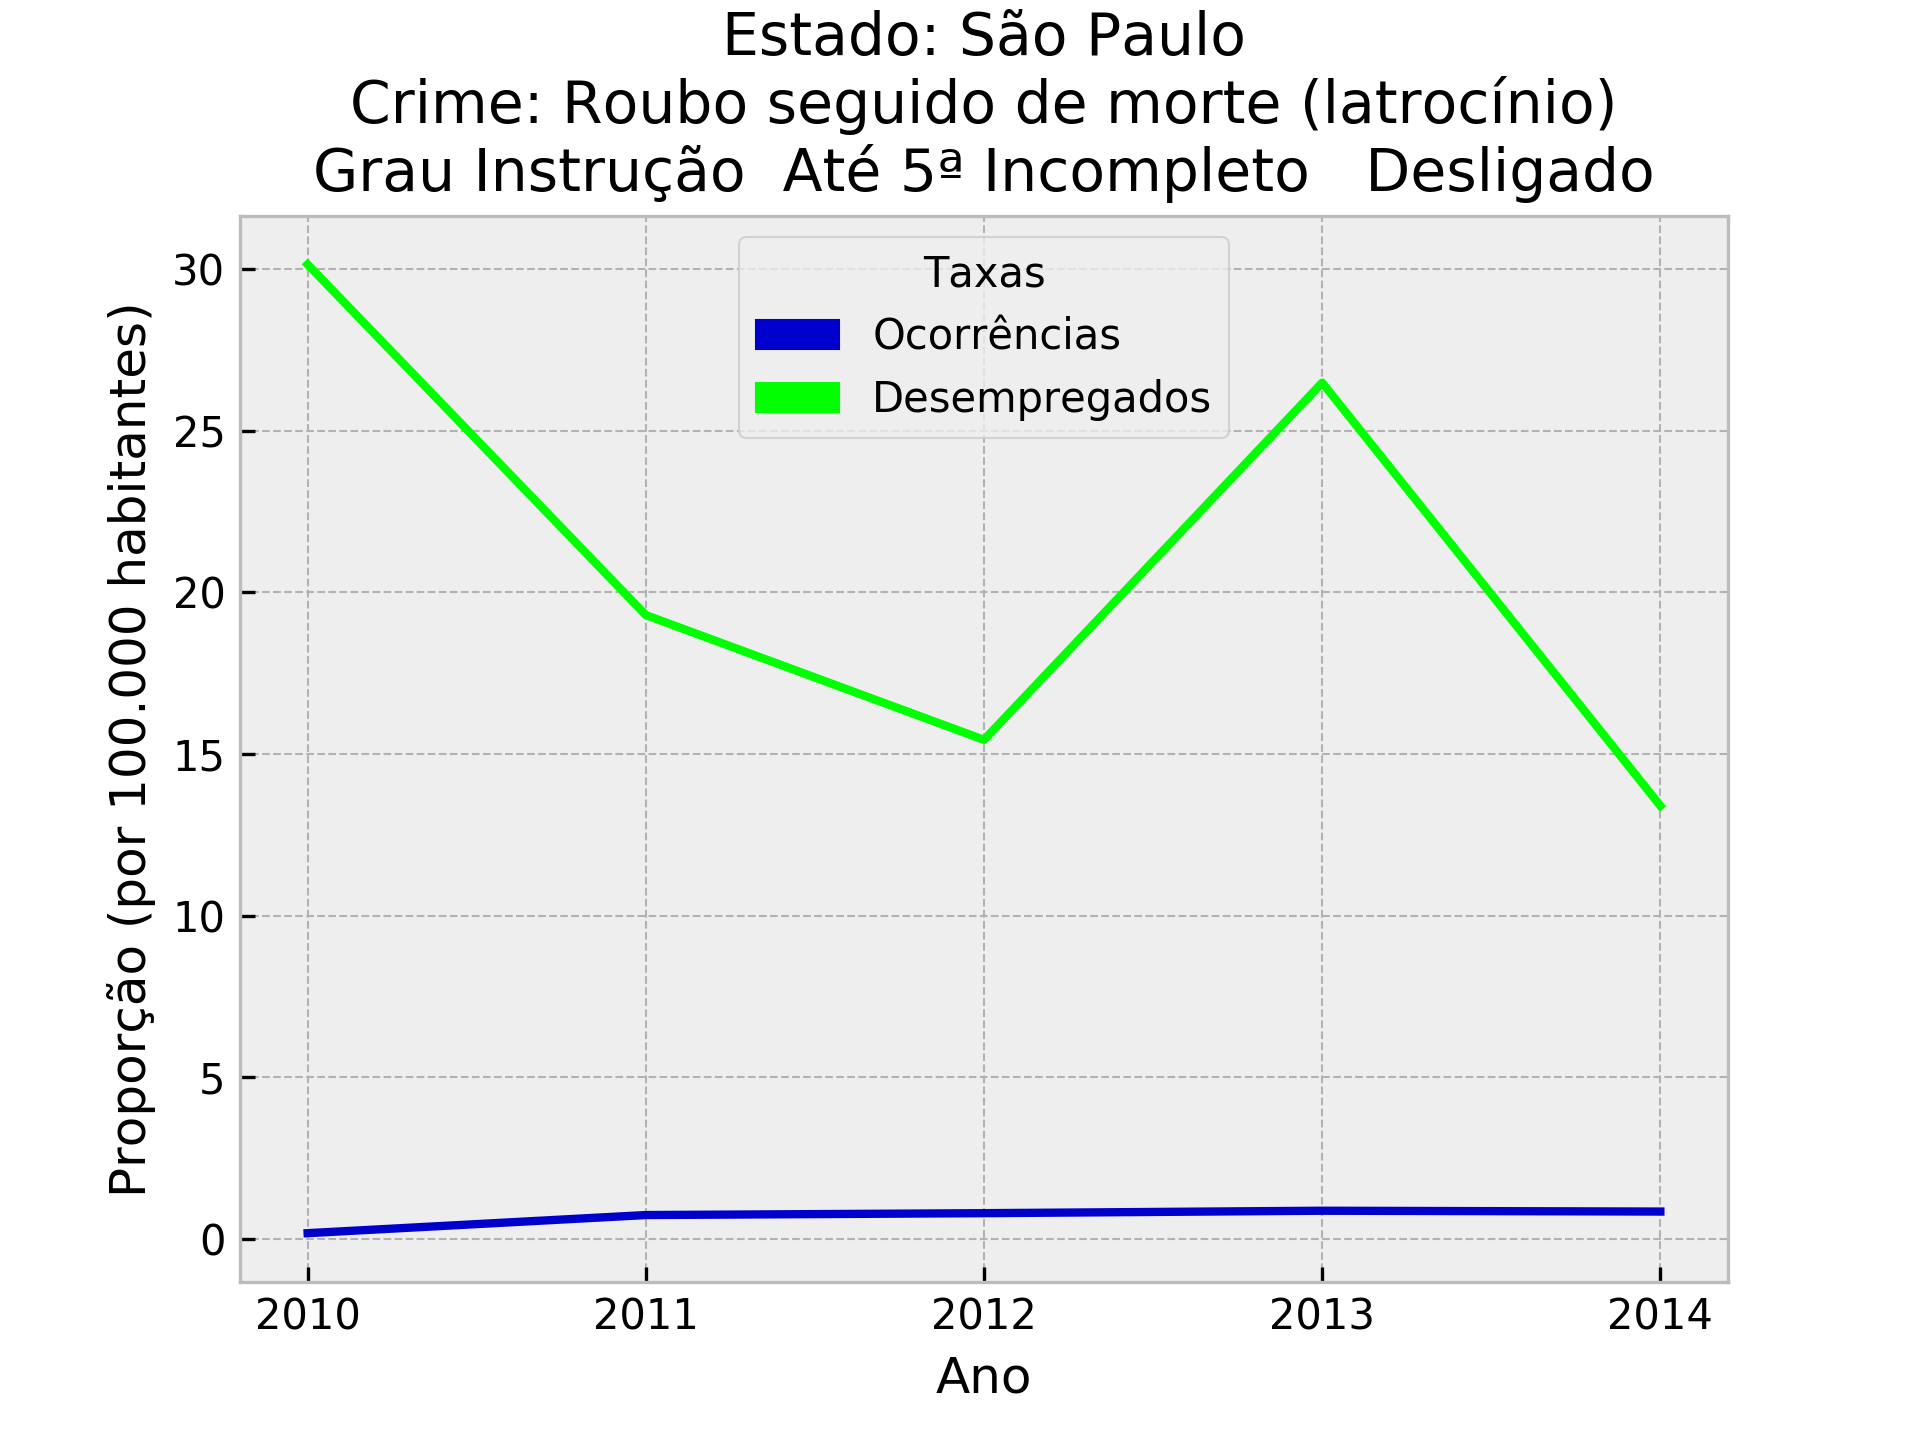 Estado: São Paulo
Crime: Roubo seguido de morte (latrocínio)
Grau Instrução  Até 5ª Incompleto   Desligado
Taxas
Ocorrências
Desempregados
Proporção (por 100.000 habitantes)
30
25
20
15
10
5
0
2010 2011 2012 2013 2014
Ano